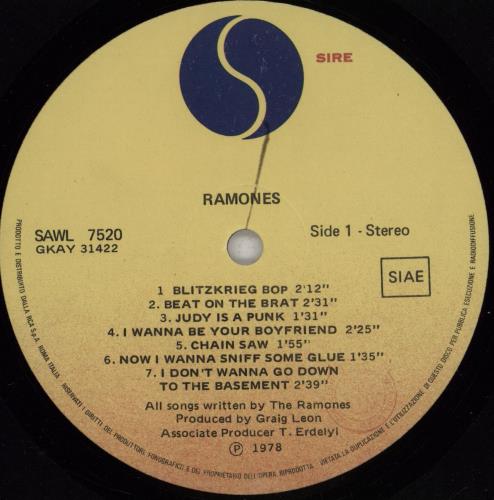 SIRE
RAMONES
SAWL 7520
GKAY 31422
Side 1 - Stereo
SIAE
1 BLITZKRIEG BOP 2'12"
2. BEAT ON THE BRAT 2'31"
3. JUDY IS A PUNK 1'31"
4. I WANNA BE YOUR BOYFRIEND 2'25"
5. CHAIN SAW 1'55"
6. NOW I WANNA SNIFF SOME GLUE 1'35"
7. I DON'T WANNA GO DOWN
TO THE BASEMENT 2'39"
All songs written by The Ramones
Produced by Graig Leon
Associate Producer T. Erdelyi
Ⓟ 1978
PRODOTTO E DISTRIBUITO DALLA RCA S.p.A. ROMA ITALIA - RISERVATI I DIRITTI DEL PRODUTTORE FONOGRAFICO E DEL PROPRIETARIO DELL'OPERA RIPRODOTTA - VIETATA LA DUPLICAZIONE E L'UTILIZZAZIONE DI QUESTO DISCO PER PUBBLICA ESECUZIONE E RADIODIFFUSIONE.